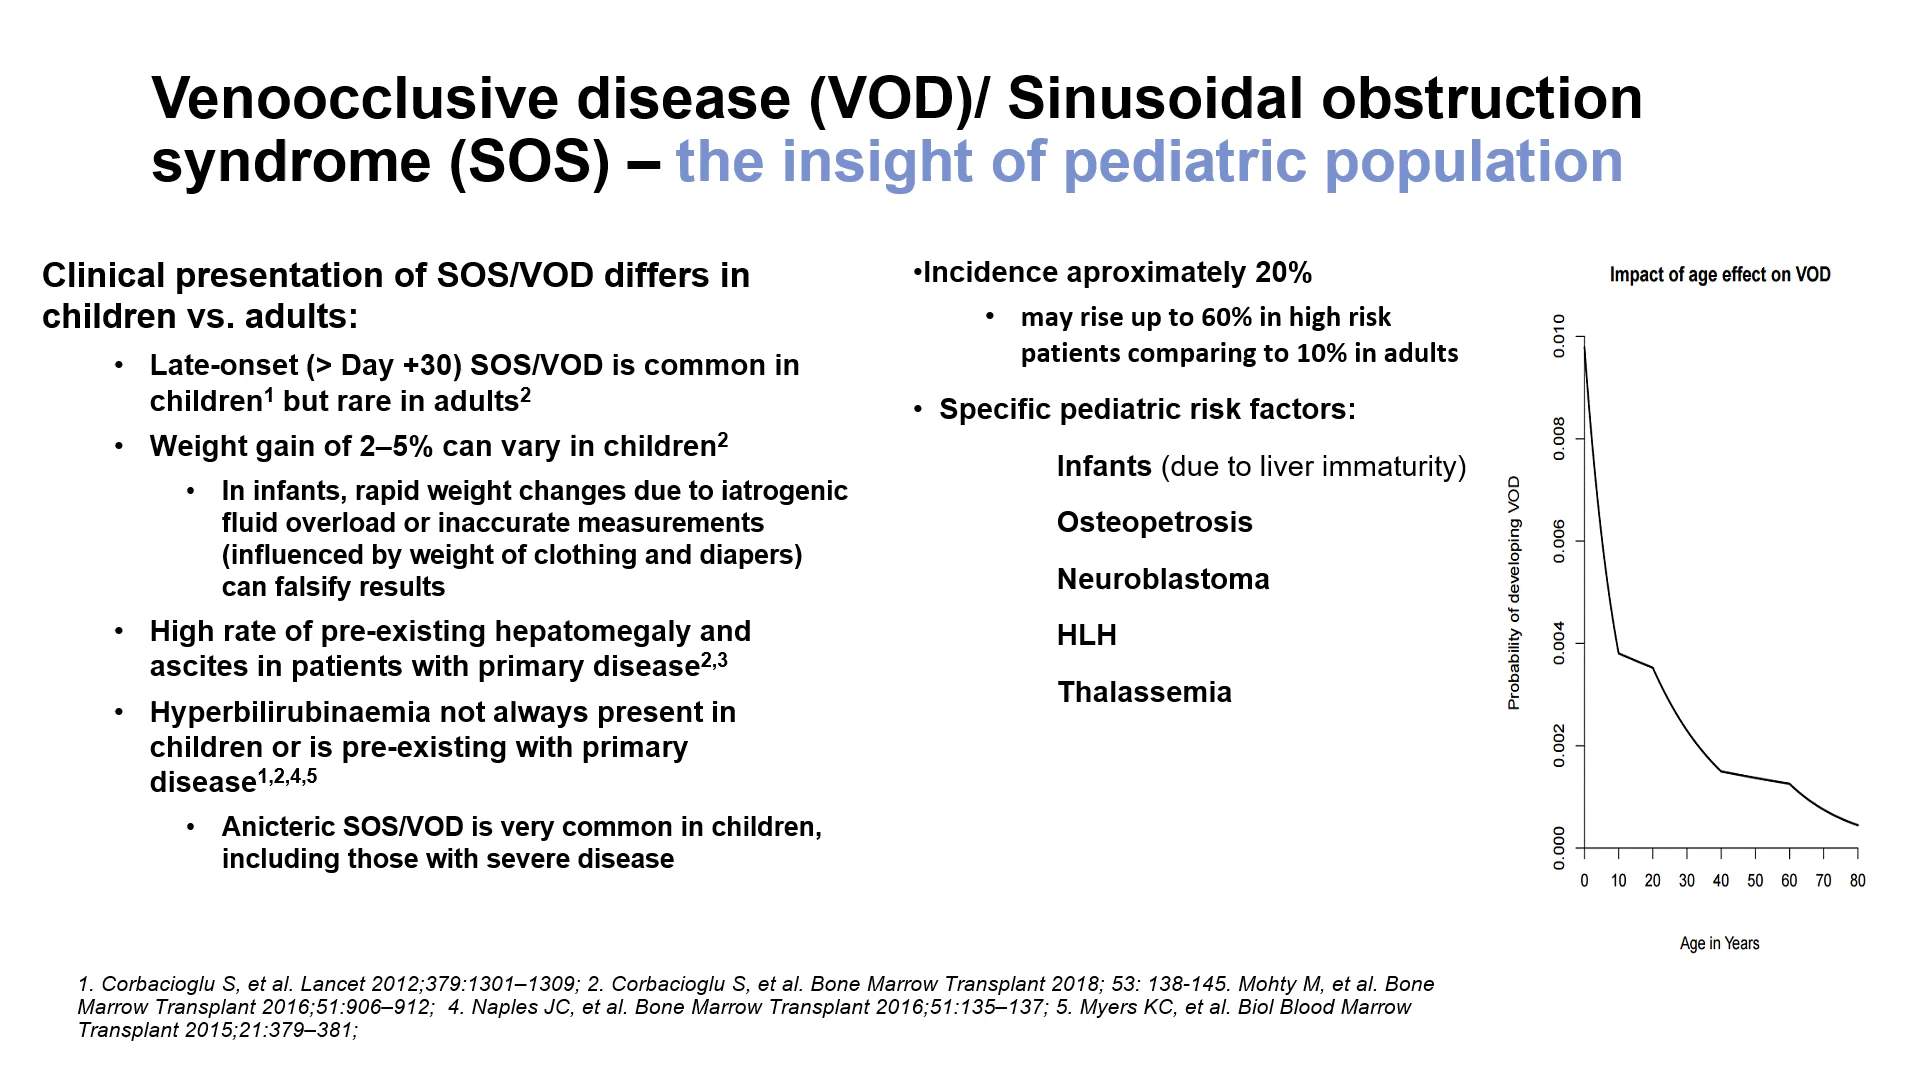 Venoocclusive disease (VOD)/ Sinusoidal obstruction
syndrome (SOS) – the insight of pediatric population
Clinical presentation of SOS/VOD differs in
children vs. adults:
• Late-onset (> Day +30) SOS/VOD is common in
children1 but rare in adults2
• Weight gain of 2–5% can vary in children2
• In infants, rapid weight changes due to iatrogenic
fluid overload or inaccurate measurements
(influenced by weight of clothing and diapers)
can falsify results
• High rate of pre-existing hepatomegaly and
ascites in patients with primary disease2,3
• Hyperbilirubinaemia not always present in
children or is pre-existing with primary
disease1,2,4,5
• Anicteric SOS/VOD is very common in children,
including those with severe disease
•Incidence aproximately 20%
• may rise up to 60% in high risk
patients comparing to 10% in adults
• Specific pediatric risk factors:
Infants (due to liver immaturity)
Osteopetrosis
Neuroblastoma
HLH
Thalassemia
Impact of age effect on VOD
Probability of developing VOD
0.010
0.008
0.006
0.004
0.002
0.000
0 10 20 30 40 50 60 70 80
Age in Years
1. Corbacioglu S, et al. Lancet 2012;379:1301–1309; 2. Corbacioglu S, et al. Bone Marrow Transplant 2018; 53: 138-145. Mohty M, et al. Bone
Marrow Transplant 2016;51:906–912; 4. Naples JC, et al. Bone Marrow Transplant 2016;51:135–137; 5. Myers KC, et al. Biol Blood Marrow
Transplant 2015;21:379–381;